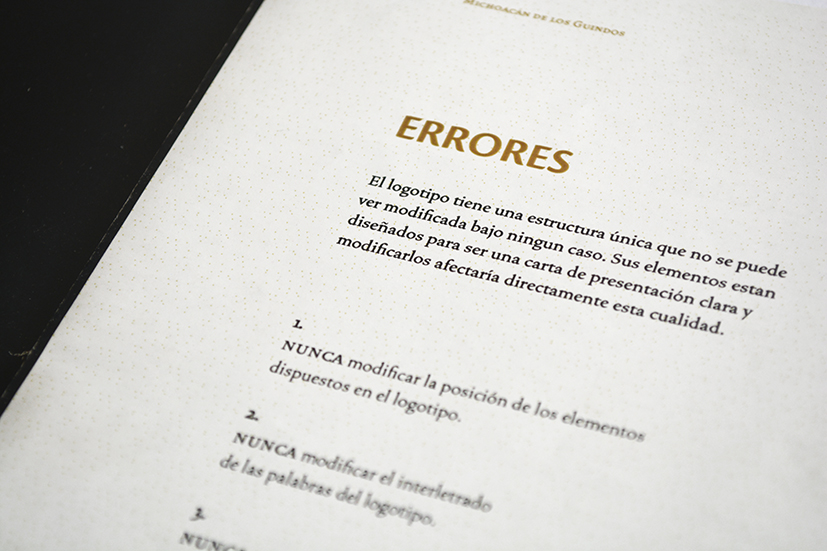 Michoacán de los Guindos
ERRORES
El logotipo tiene una estructura única que no se puede
ver modificada bajo ningun caso. Sus elementos estan
diseñados para ser una carta de presentación clara y
modificarlos afectaría directamente esta cualidad.
1.
NUNCA modificar la posición de los elementos
dispuestos en el logotipo.
2.
NUNCA modificar el interletrado
de las palabras del logotipo.
3.
NUNCA